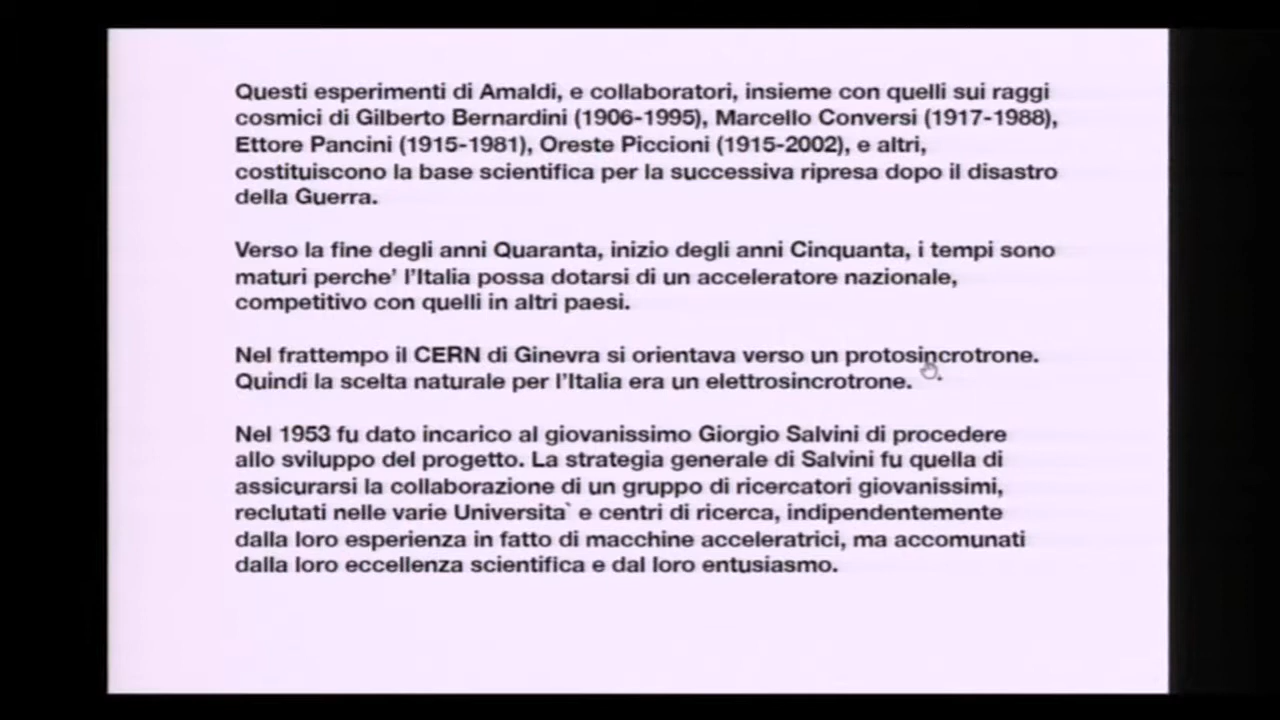 Questi esperimenti di Amaldi, e collaboratori, insieme con quelli sui raggi
cosmici di Gilberto Bernardini (1906-1995), Marcello Conversi (1917-1988),
Ettore Pancini (1915-1981), Oreste Piccioni (1915-2002), e altri,
costituiscono la base scientifica per la successiva ripresa dopo il disastro
della Guerra.
Verso la fine degli anni Quaranta, inizio degli anni Cinquanta, i tempi sono
maturi perche' l'Italia possa dotarsi di un acceleratore nazionale,
competitivo con quelli in altri paesi.
Nel frattempo il CERN di Ginevra si orientava verso un protosincrotrone.
Quindi la scelta naturale per l'Italia era un elettrosincrotrone.
Nel 1953 fu dato incarico al giovanissimo Giorgio Salvini di procedere
allo sviluppo del progetto. La strategia generale di Salvini fu quella di
assicurarsi la collaborazione di un gruppo di ricercatori giovanissimi,
reclutati nelle varie Universita` e centri di ricerca, indipendentemente
dalla loro esperienza in fatto di macchine acceleratrici, ma accomunati
dalla loro eccellenza scientifica e dal loro entusiasmo.